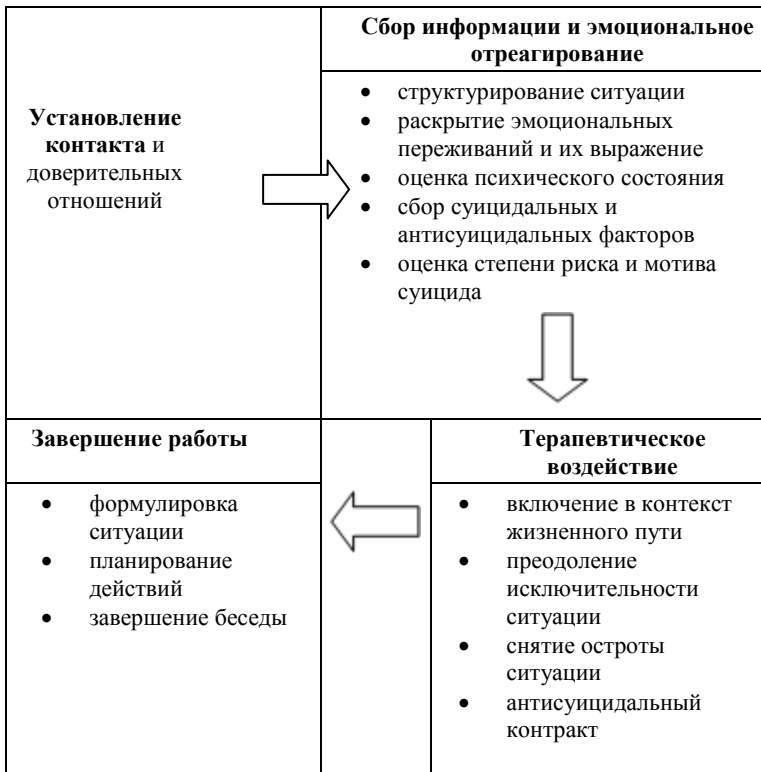 Установление
контакта и
доверительных
отношений
Сбор информации и эмоциональное
отреагирование
• структурирование ситуации
• раскрытие эмоциональных
переживаний и их выражение
• оценка психического состояния
• сбор суицидальных и
антисуицидальных факторов
• оценка степени риска и мотива
суицида
Завершение работы
• формулировка
ситуации
• планирование
действий
• завершение беседы
Терапевтическое
воздействие
• включение в контекст
жизненного пути
• преодоление
исключительности
ситуации
• снятие остроты
ситуации
• антисуицидальный
контракт